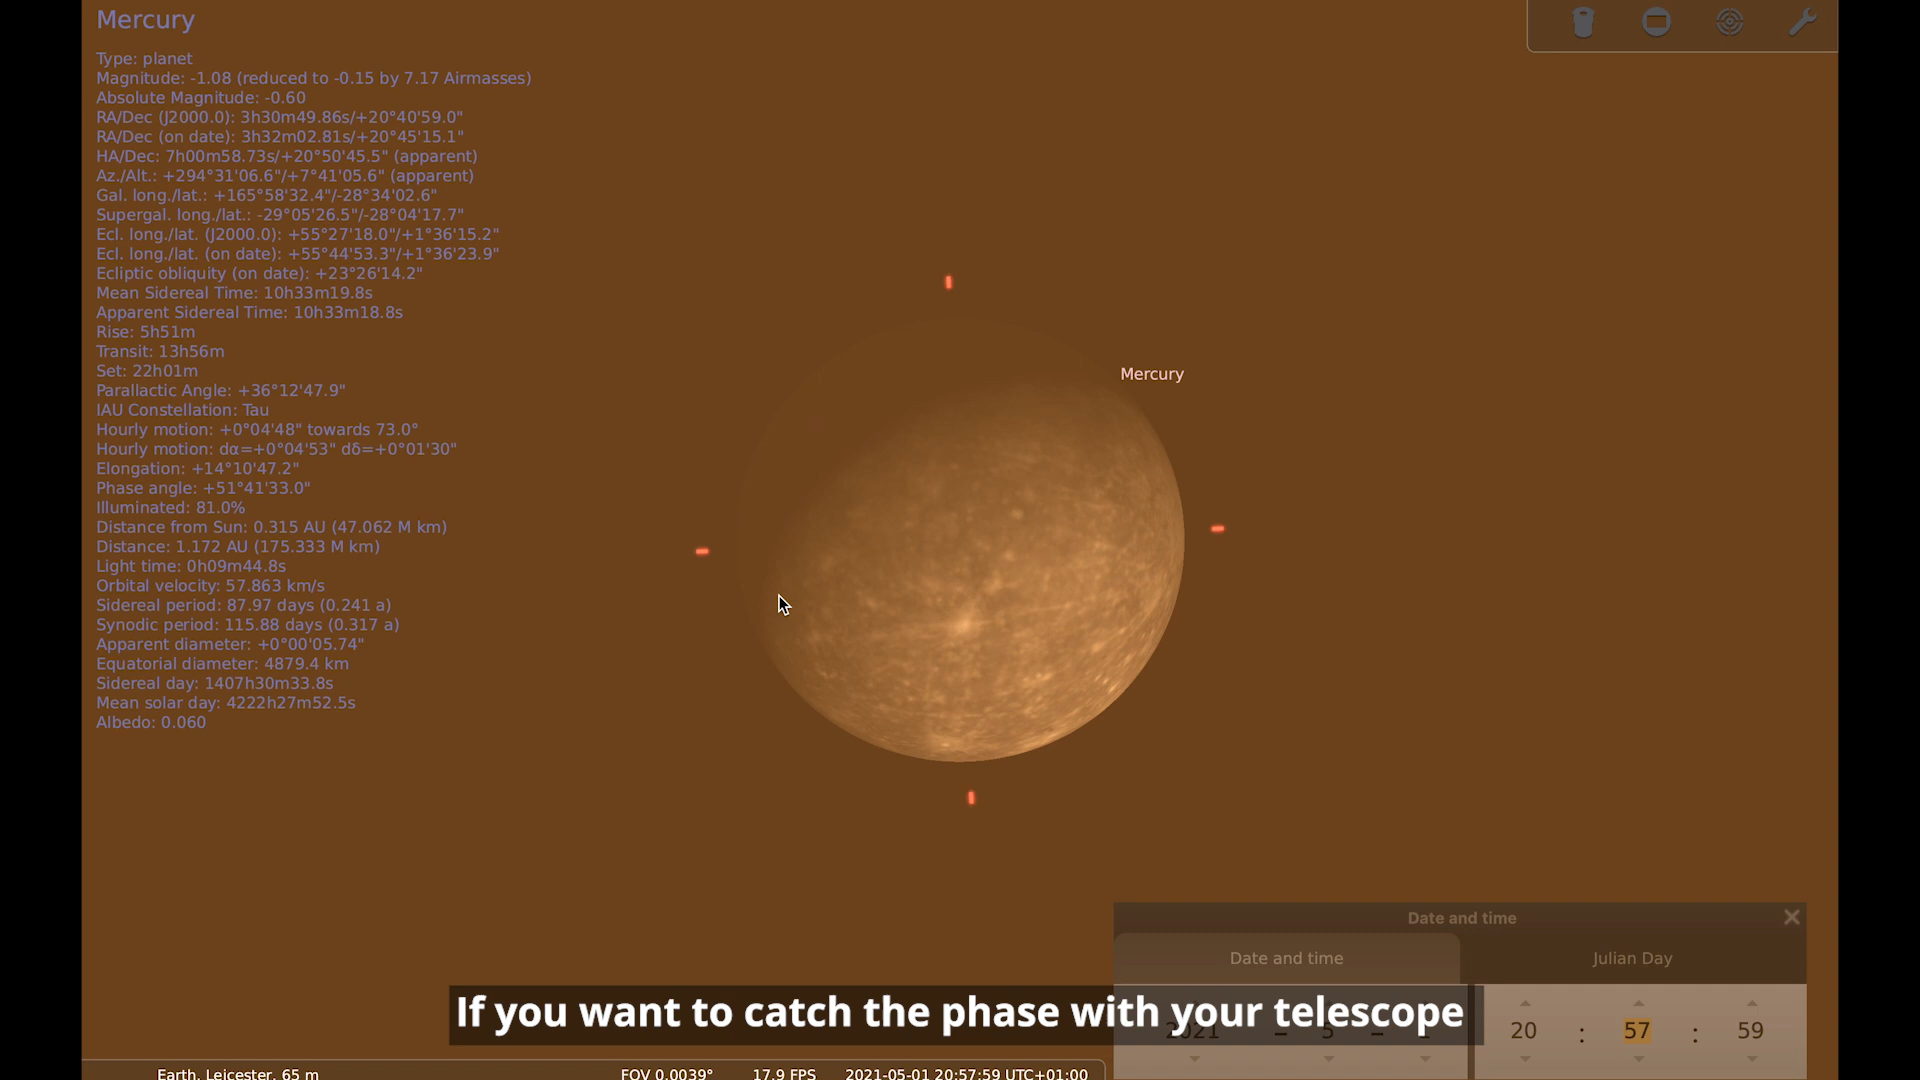 Mercury
Type: planet
Magnitude: -1.08 (reduced to -0.15 by 7.17 Airmasses)
Absolute Magnitude: -0.60
RA/Dec (J2000.0): 3h30m49.86s/+20°40'59.0"
RA/Dec (on date): 3h32m02.81s/+20°45'15.1"
HA/Dec: 7h00m58.73s/+20°50'45.5" (apparent)
Az./Alt.: +294°31'06.6"/+7°41'05.6" (apparent)
Gal. long./lat.: +165°58'32.4"/-28°34'02.6"
Supergal. long./lat.: -29°05'26.5"/-28°04'17.7"
Ecl. long./lat. (J2000.0): +55°27'18.0"/+1°36'15.2"
Ecl. long./lat. (on date): +55°44'53.3"/+1°36'23.9"
Ecliptic obliquity (on date): +23°26'14.2"
Mean Sidereal Time: 10h33m19.8s
Apparent Sidereal Time: 10h33m18.8s
Rise: 5h51m
Transit: 13h56m
Set: 22h01m
Parallactic Angle: +36°12'47.9"
IAU Constellation: Tau
Hourly motion: +0°04'48" towards 73.0°
Hourly motion: dα=+0°04'53" dδ=+0°01'30"
Elongation: +14°10'47.2"
Phase angle: +51°41'33.0"
Illuminated: 81.0%
Distance from Sun: 0.315 AU (47.062 M km)
Distance: 1.172 AU (175.333 M km)
Light time: 0h09m44.8s
Orbital velocity: 57.863 km/s
Sidereal period: 87.97 days (0.241 a)
Synodic period: 115.88 days (0.317 a)
Apparent diameter: +0°00'05.74"
Equatorial diameter: 4879.4 km
Sidereal day: 1407h30m33.8s
Mean solar day: 4222h27m52.5s
Albedo: 0.060
Mercury
Date and time
Date and time Julian Day
2021 – 5 – 1 20 : 57 : 59
If you want to catch the phase with your telescope
Earth, Leicester, 65 m FOV 0.0039° 17.9 FPS 2021-05-01 20:57:59 UTC+01:00